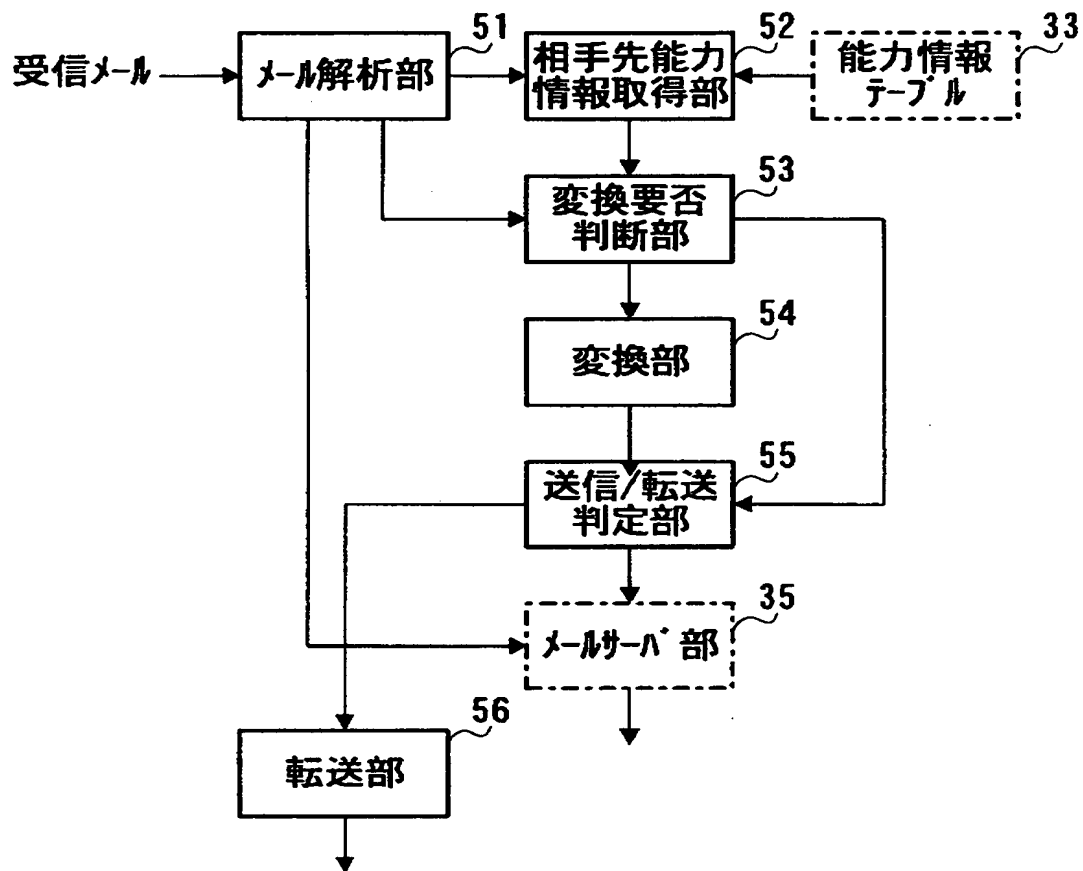 51
52
33
受信メール
メール解析部
相手先能力
情報取得部
能力情報
テーブル
53
変換要否
判断部
54
変換部
55
送信/転送
判定部
35
メールサーバ部
56
転送部